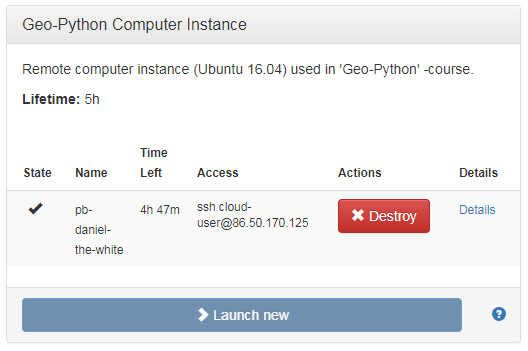 Geo-Python Computer Instance
Remote computer instance (Ubuntu 16.04) used in 'Geo-Python' -course.
Lifetime: 5h
State Name Time Left Access Actions Details
pb-daniel-the-white 4h 47m ssh cloud-user@86.50.170.125 Destroy Details
Launch new